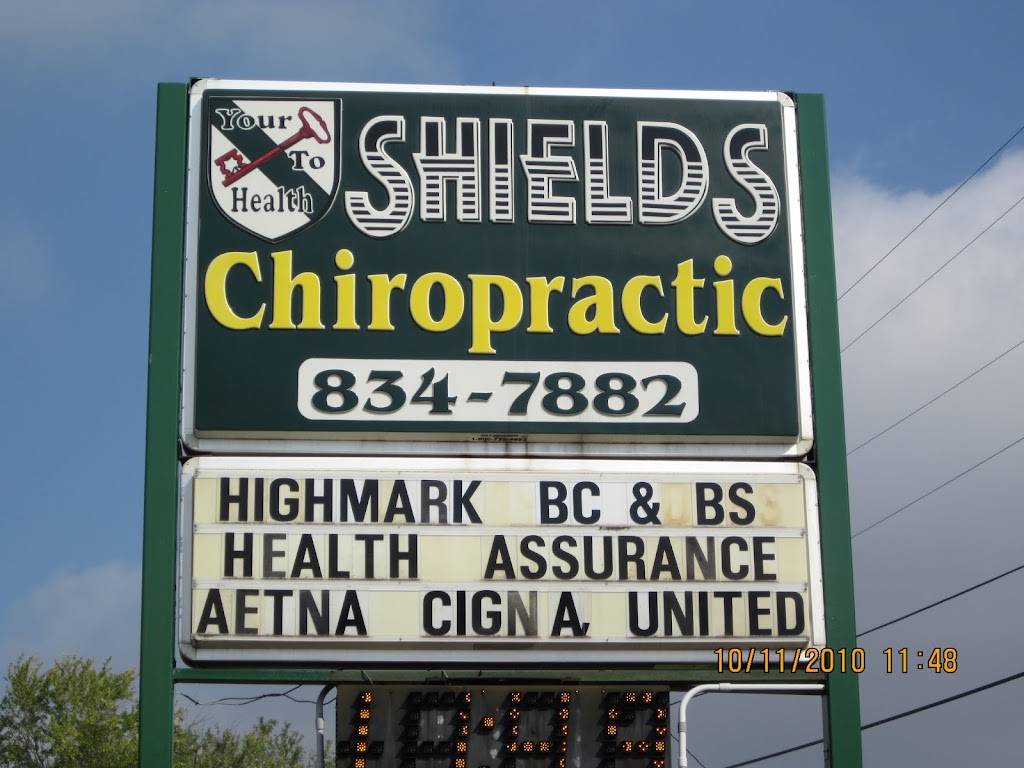 Your
To
Health
SHIELDS
Chiropractic
834-7882
HIGHMARK BC & BS
HEALTH ASSURANCE
AETNA CIGNA, UNITED
10/11/2010 11:48